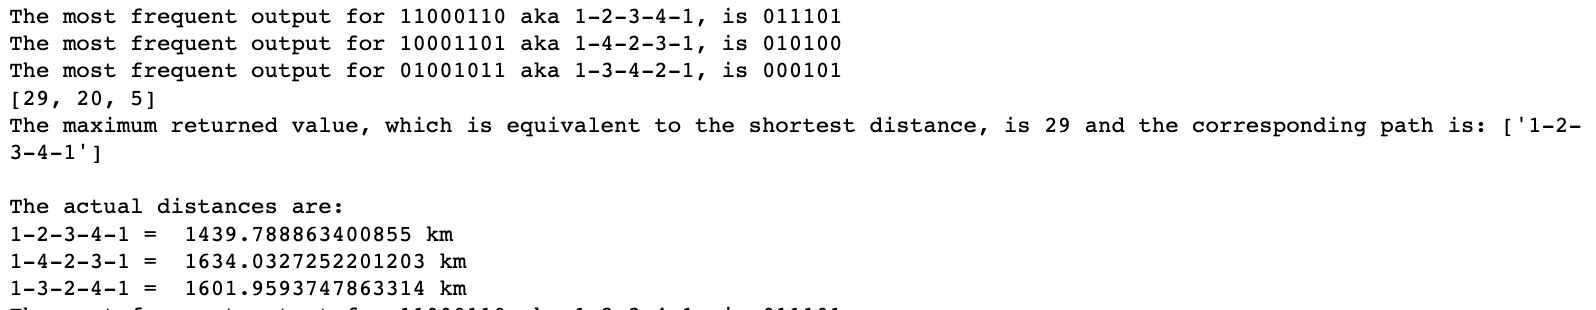 The most frequent output for 11000110 aka 1-2-3-4-1, is 011101
The most frequent output for 10001101 aka 1-4-2-3-1, is 010100
The most frequent output for 01001011 aka 1-3-4-2-1, is 000101
[29, 20, 5]
The maximum returned value, which is equivalent to the shortest distance, is 29 and the corresponding path is: ['1-2-
3-4-1']
The actual distances are:
1-2-3-4-1 =  1439.788863400855 km
1-4-2-3-1 =  1634.0327252201203 km
1-3-2-4-1 =  1601.9593747863314 km